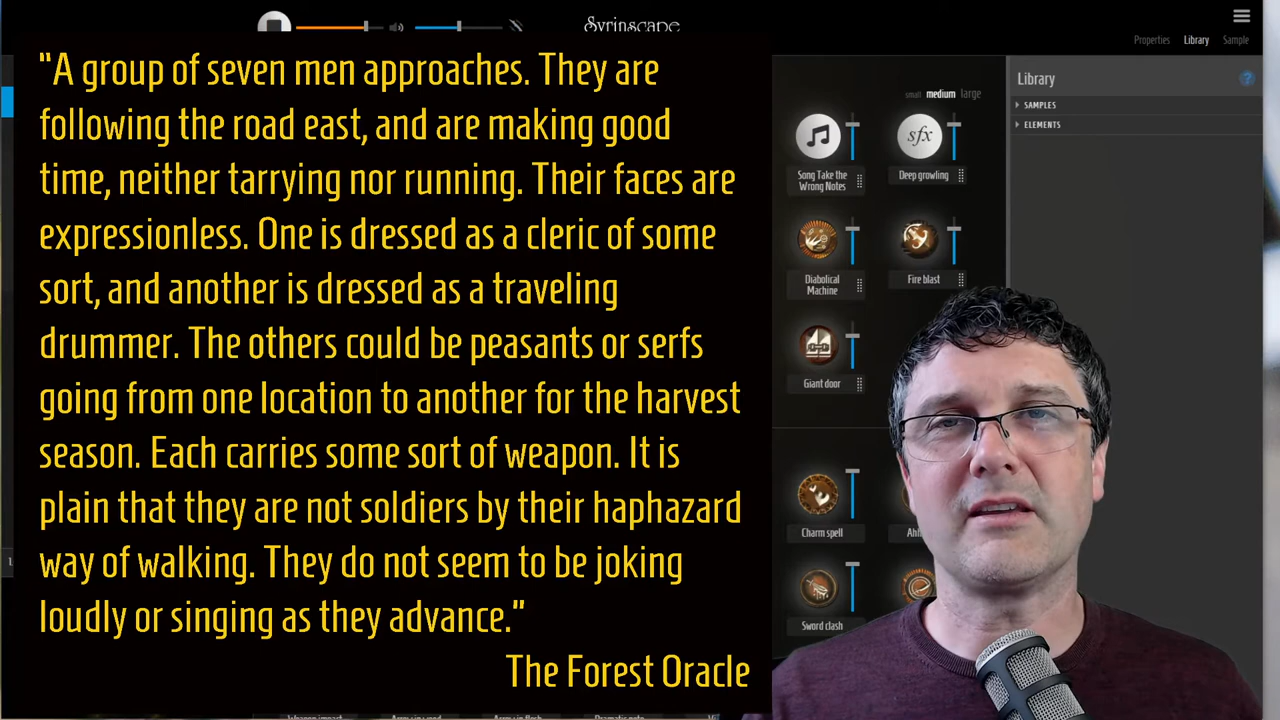 Syrinscape
Properties Library Sample
"A group of seven men approaches. They are
following the road east, and are making good
time, neither tarrying nor running. Their faces are
expressionless. One is dressed as a cleric of some
sort, and another is dressed as a traveling
drummer. The others could be peasants or serfs
going from one location to another for the harvest
season. Each carries some sort of weapon. It is
plain that they are not soldiers by their haphazard
way of walking. They do not seem to be joking
loudly or singing as they advance."
The Forest Oracle
small medium large
sfx
Song Take the
Wrong Notes
Deep growling
Diabolical
Machine
Fire blast
Giant door
Charm spell
Sword clash
Library
?
SAMPLES
ELEMENTS